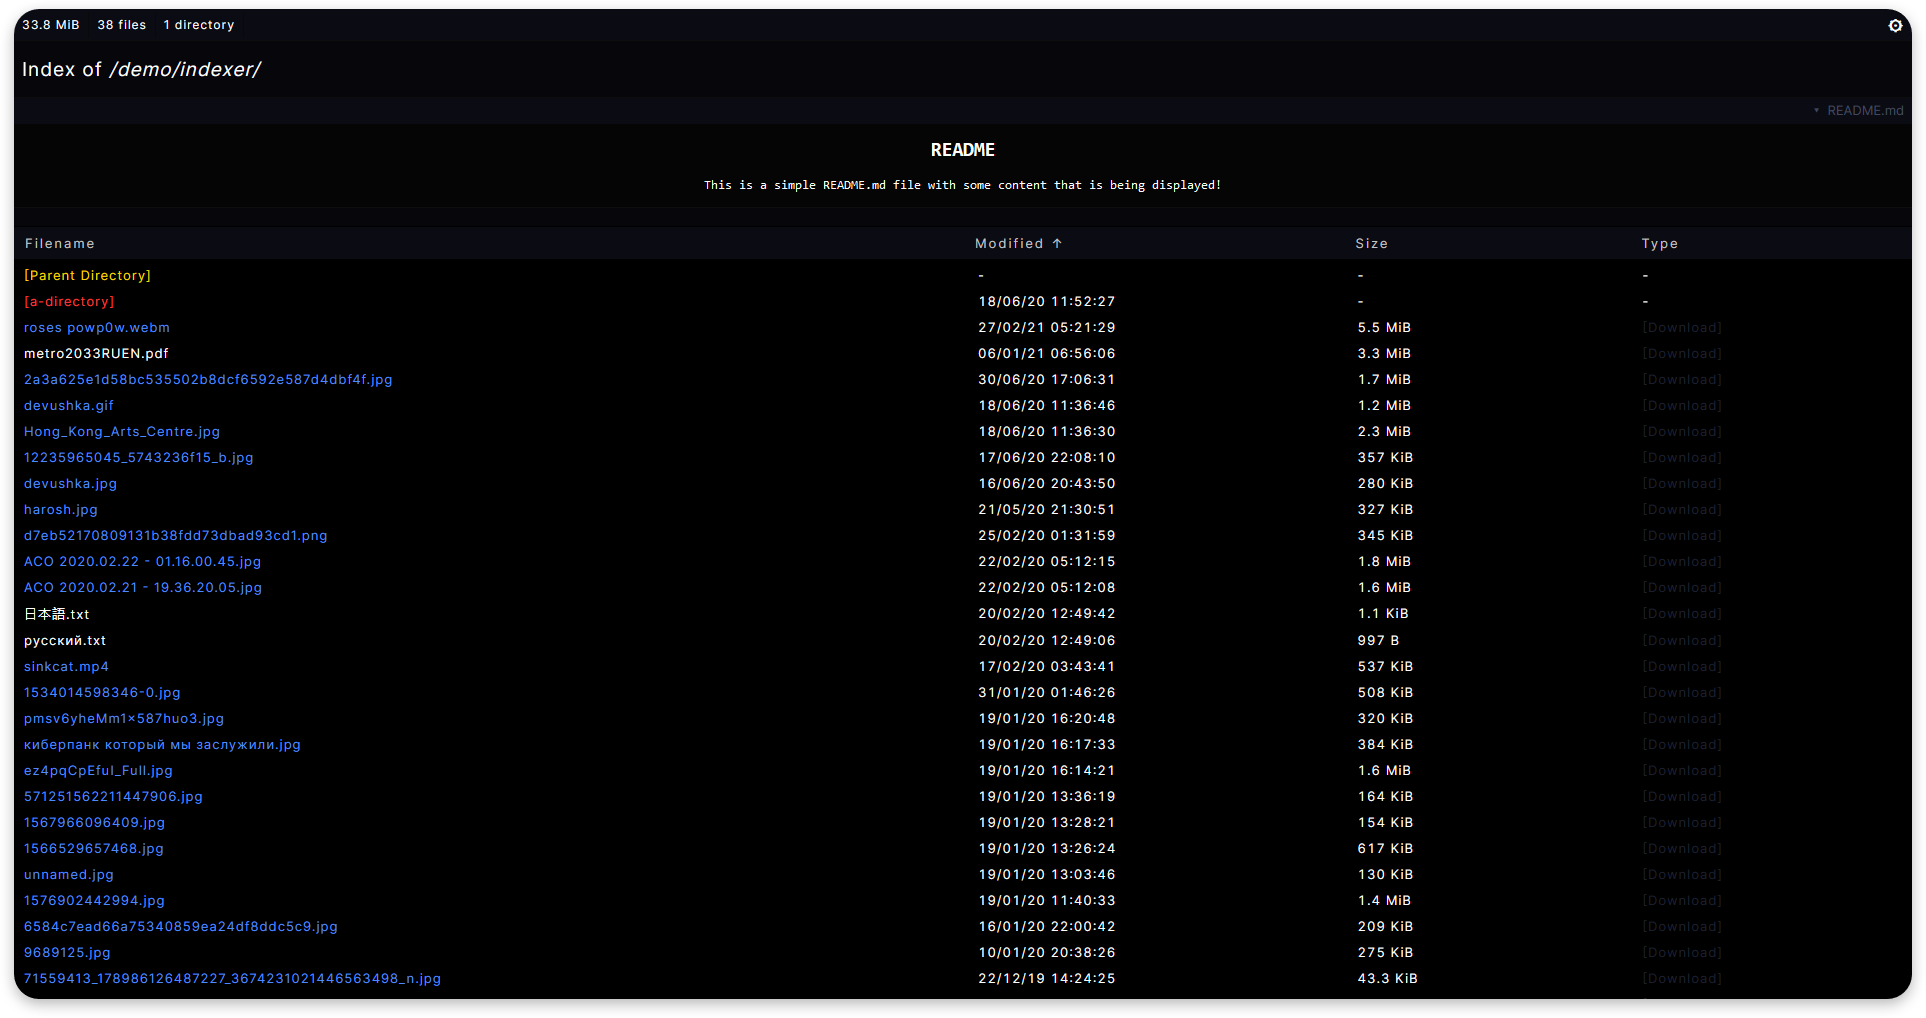 33.8 MiB 38 files 1 directory
Index of /demo/indexer/
▾ README.md
README
This is a simple README.md file with some content that is being displayed!
Filename Modified ↑ Size Type
[Parent Directory] - - -
[a-directory] 18/06/20 11:52:27 - -
roses powp0w.webm 27/02/21 05:21:29 5.5 MiB [Download]
metro2033RUEN.pdf 06/01/21 06:56:06 3.3 MiB [Download]
2a3a625e1d58bc535502b8dcf6592e587d4dbf4f.jpg 30/06/20 17:06:31 1.7 MiB [Download]
devushka.gif 18/06/20 11:36:46 1.2 MiB [Download]
Hong_Kong_Arts_Centre.jpg 18/06/20 11:36:30 2.3 MiB [Download]
12235965045_5743236f15_b.jpg 17/06/20 22:08:10 357 KiB [Download]
devushka.jpg 16/06/20 20:43:50 280 KiB [Download]
harosh.jpg 21/05/20 21:30:51 327 KiB [Download]
d7eb52170809131b38fdd73dbad93cd1.png 25/02/20 01:31:59 345 KiB [Download]
ACO 2020.02.22 - 01.16.00.45.jpg 22/02/20 05:12:15 1.8 MiB [Download]
ACO 2020.02.21 - 19.36.20.05.jpg 22/02/20 05:12:08 1.6 MiB [Download]
日本語.txt 20/02/20 12:49:42 1.1 KiB [Download]
русский.txt 20/02/20 12:49:06 997 B [Download]
sinkcat.mp4 17/02/20 03:43:41 537 KiB [Download]
1534014598346-0.jpg 31/01/20 01:46:26 508 KiB [Download]
pmsv6yheMm1x587huo3.jpg 19/01/20 16:20:48 320 KiB [Download]
киберпанк который мы заслужили.jpg 19/01/20 16:17:33 384 KiB [Download]
ez4pqCpEful_Full.jpg 19/01/20 16:14:21 1.6 MiB [Download]
571251562211447906.jpg 19/01/20 13:36:19 164 KiB [Download]
1567966096409.jpg 19/01/20 13:28:21 154 KiB [Download]
1566529657468.jpg 19/01/20 13:26:24 617 KiB [Download]
unnamed.jpg 19/01/20 13:03:46 130 KiB [Download]
1576902442994.jpg 19/01/20 11:40:33 1.4 MiB [Download]
6584c7ead66a75340859ea24df8ddc5c9.jpg 16/01/20 22:00:42 209 KiB [Download]
9689125.jpg 10/01/20 20:38:26 275 KiB [Download]
71559413_178986126487227_3674231021446563498_n.jpg 22/12/19 14:24:25 43.3 KiB [Download]